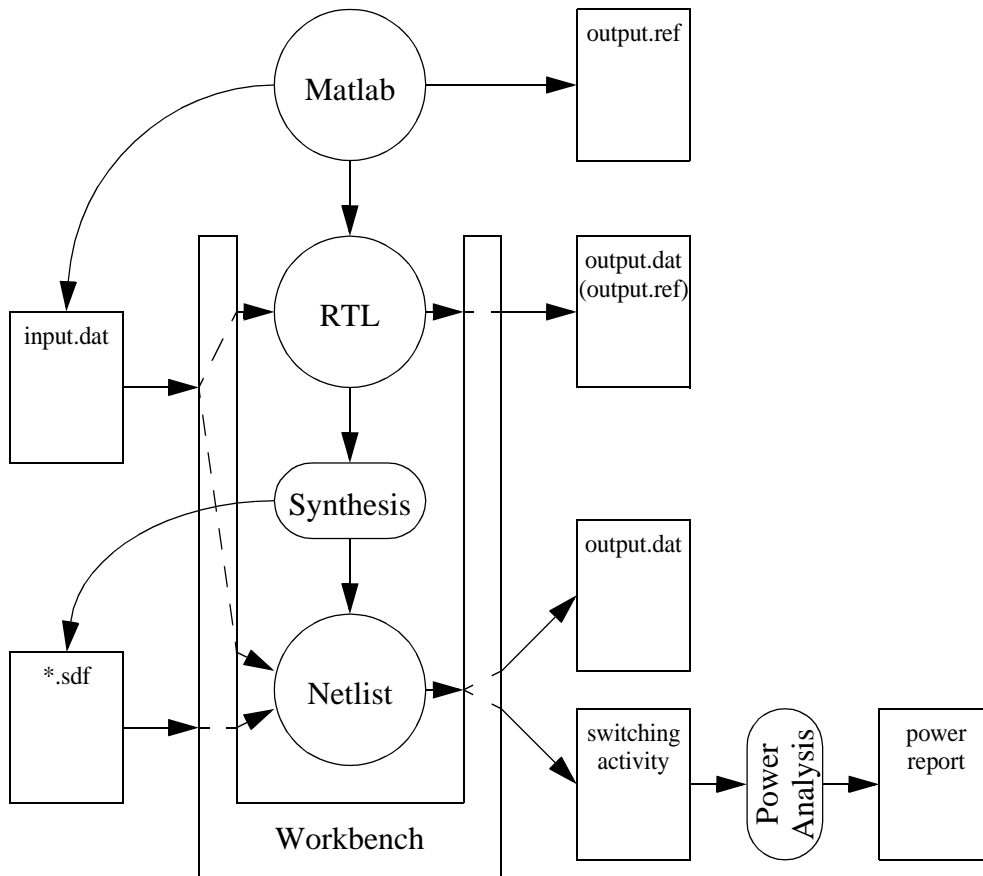 Matlab
output.ref
RTL
output.dat
(output.ref)
input.dat
Synthesis
output.dat
*.sdf
Netlist
switching
activity
Power
Analysis
power
report
Workbench